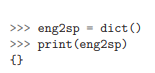 >>> eng2sp = dict()
>>> print(eng2sp)
{}